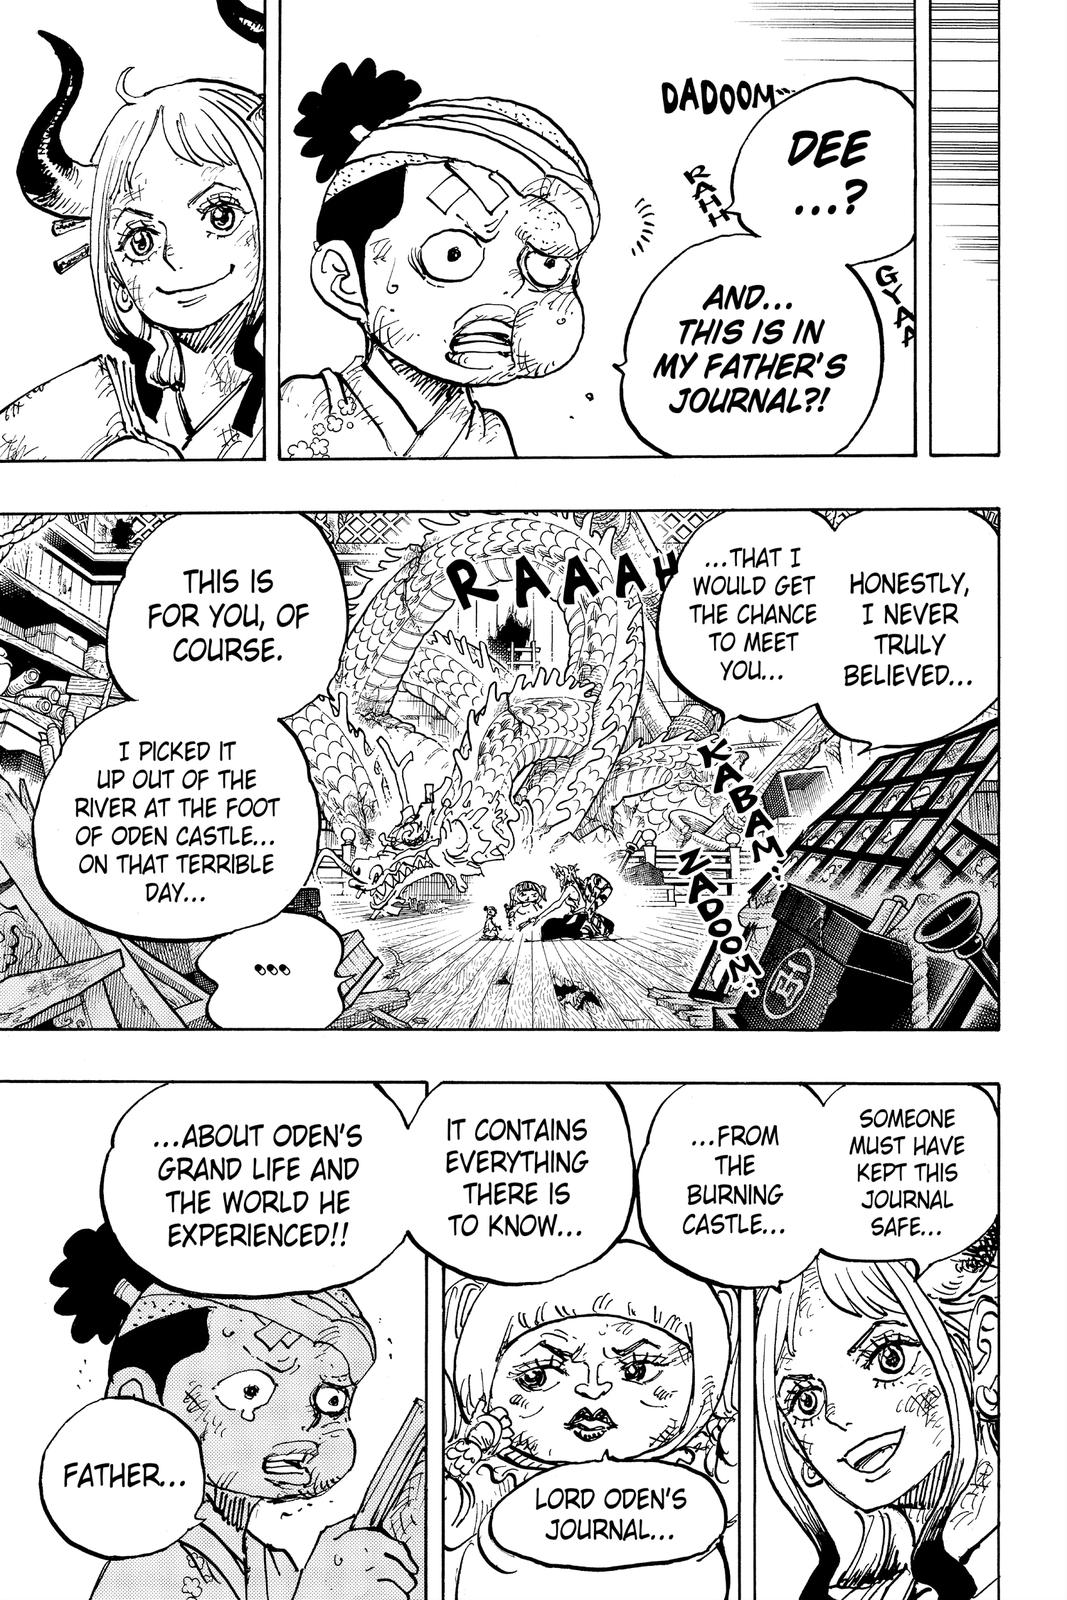 DADOOM...
DEE
...?
RAHH
GYAA
AND...
THIS IS IN
MY FATHER'S
JOURNAL?!
HONESTLY,
I NEVER
TRULY
BELIEVED...
...THAT I
WOULD GET
THE CHANCE
TO MEET
YOU...
RAAAH
KABAM...
ZADOOM...
THIS IS
FOR YOU, OF
COURSE.
I PICKED IT
UP OUT OF THE
RIVER AT THE FOOT
OF ODEN CASTLE...
ON THAT TERRIBLE
DAY...
...
両
SOMEONE
MUST HAVE
KEPT THIS
JOURNAL
SAFE...
...FROM
THE
BURNING
CASTLE...
IT CONTAINS
EVERYTHING
THERE IS
TO KNOW...
LORD ODEN'S
JOURNAL...
...ABOUT ODEN'S
GRAND LIFE AND
THE WORLD HE
EXPERIENCED!!
FATHER...